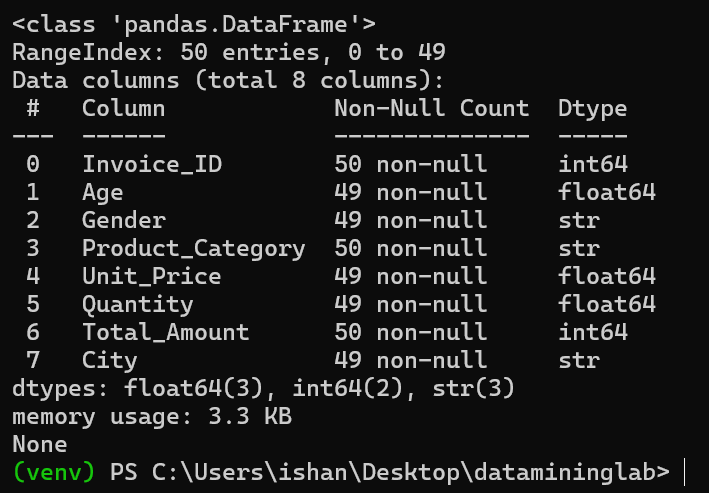 <class 'pandas.DataFrame'>
RangeIndex: 50 entries, 0 to 49
Data columns (total 8 columns):
 #   Column            Non-Null Count  Dtype
---  ------            --------------  -----
 0   Invoice_ID        50 non-null     int64
 1   Age               49 non-null     float64
 2   Gender            49 non-null     str
 3   Product_Category  50 non-null     str
 4   Unit_Price        49 non-null     float64
 5   Quantity          49 non-null     float64
 6   Total_Amount      50 non-null     int64
 7   City              49 non-null     str
dtypes: float64(3), int64(2), str(3)
memory usage: 3.3 KB
None
(venv) PS C:\Users\ishan\Desktop\datamininglab>